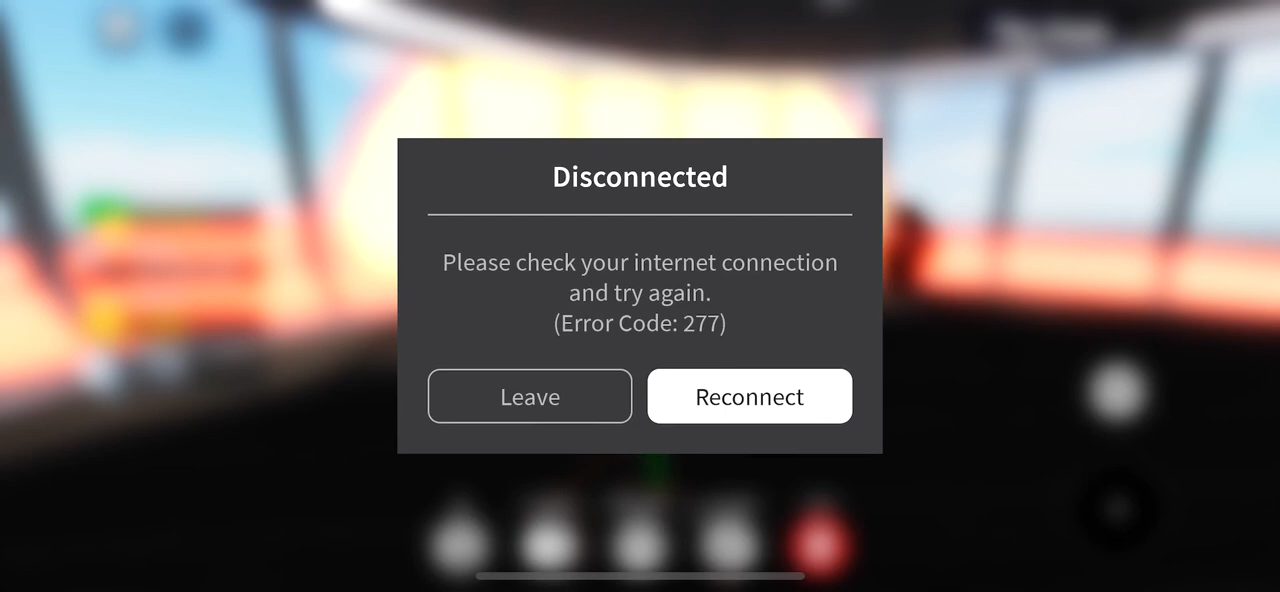 Disconnected
Please check your internet connection
and try again.
(Error Code: 277)
Leave
Reconnect